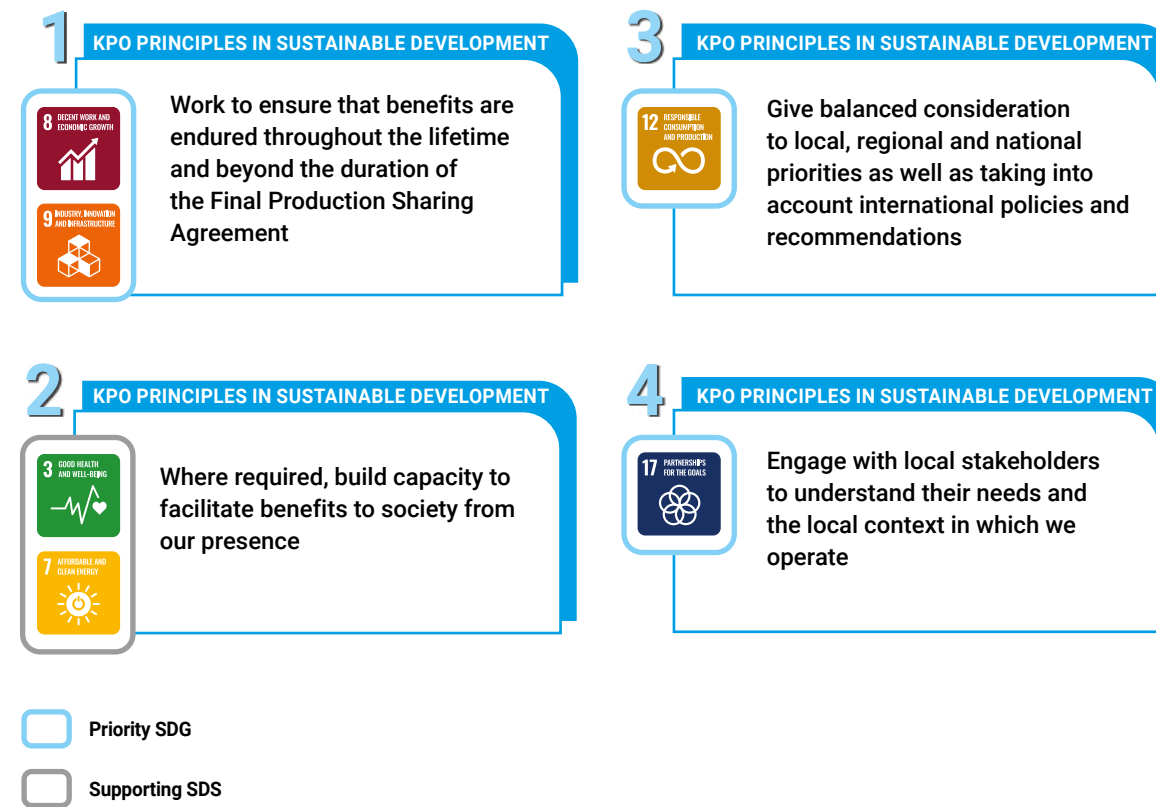 1
KPO PRINCIPLES IN SUSTAINABLE DEVELOPMENT
8 DECENT WORK AND
ECONOMIC GROWTH
9 INDUSTRY, INNOVATION
AND INFRASTRUCTURE
Work to ensure that benefits are
endured throughout the lifetime
and beyond the duration of
the Final Production Sharing
Agreement
2
KPO PRINCIPLES IN SUSTAINABLE DEVELOPMENT
3 GOOD HEALTH
AND WELL-BEING
7 AFFORDABLE AND
CLEAN ENERGY
Where required, build capacity to
facilitate benefits to society from
our presence
3
KPO PRINCIPLES IN SUSTAINABLE DEVELOPMENT
12 RESPONSIBLE
CONSUMPTION
AND PRODUCTION
Give balanced consideration
to local, regional and national
priorities as well as taking into
account international policies and
recommendations
4
KPO PRINCIPLES IN SUSTAINABLE DEVELOPMENT
17 PARTNERSHIPS
FOR THE GOALS
Engage with local stakeholders
to understand their needs and
the local context in which we
operate
Priority SDG
Supporting SDS